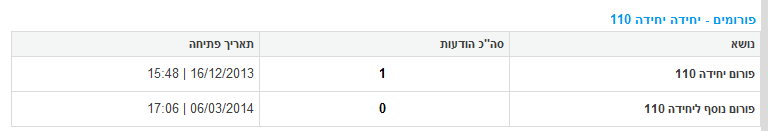 פורומים - יחידה יחידה 110
נושא סה"כ הודעות תאריך פתיחה
פורום יחידה 110 1 16/12/2013 | 15:48
פורום נוסף ליחידה 110 0 06/03/2014 | 17:06